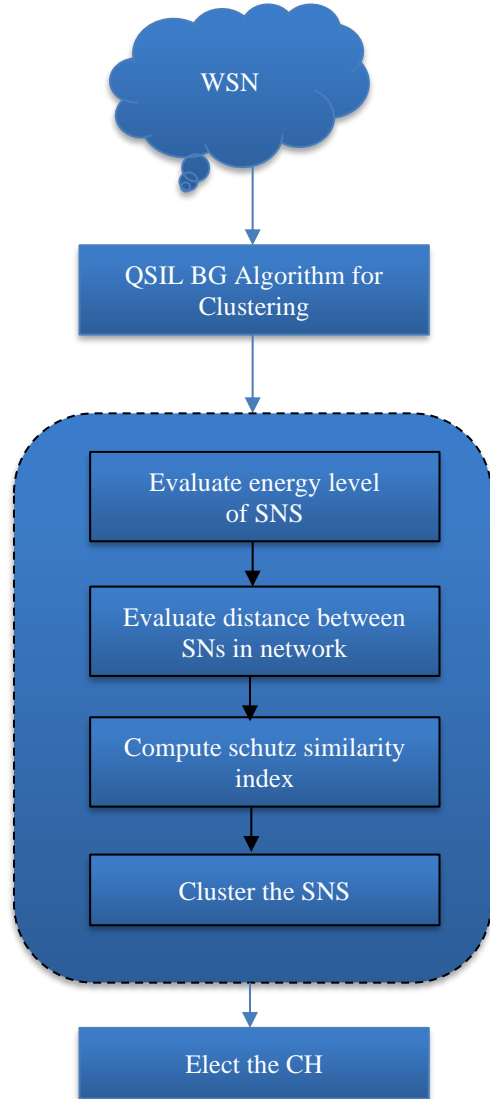 WSN
QSIL BG Algorithm for
Clustering
Evaluate energy level
of SNS
Evaluate distance between
SNs in network
Compute schutz similarity
index
Cluster the SNS
Elect the CH